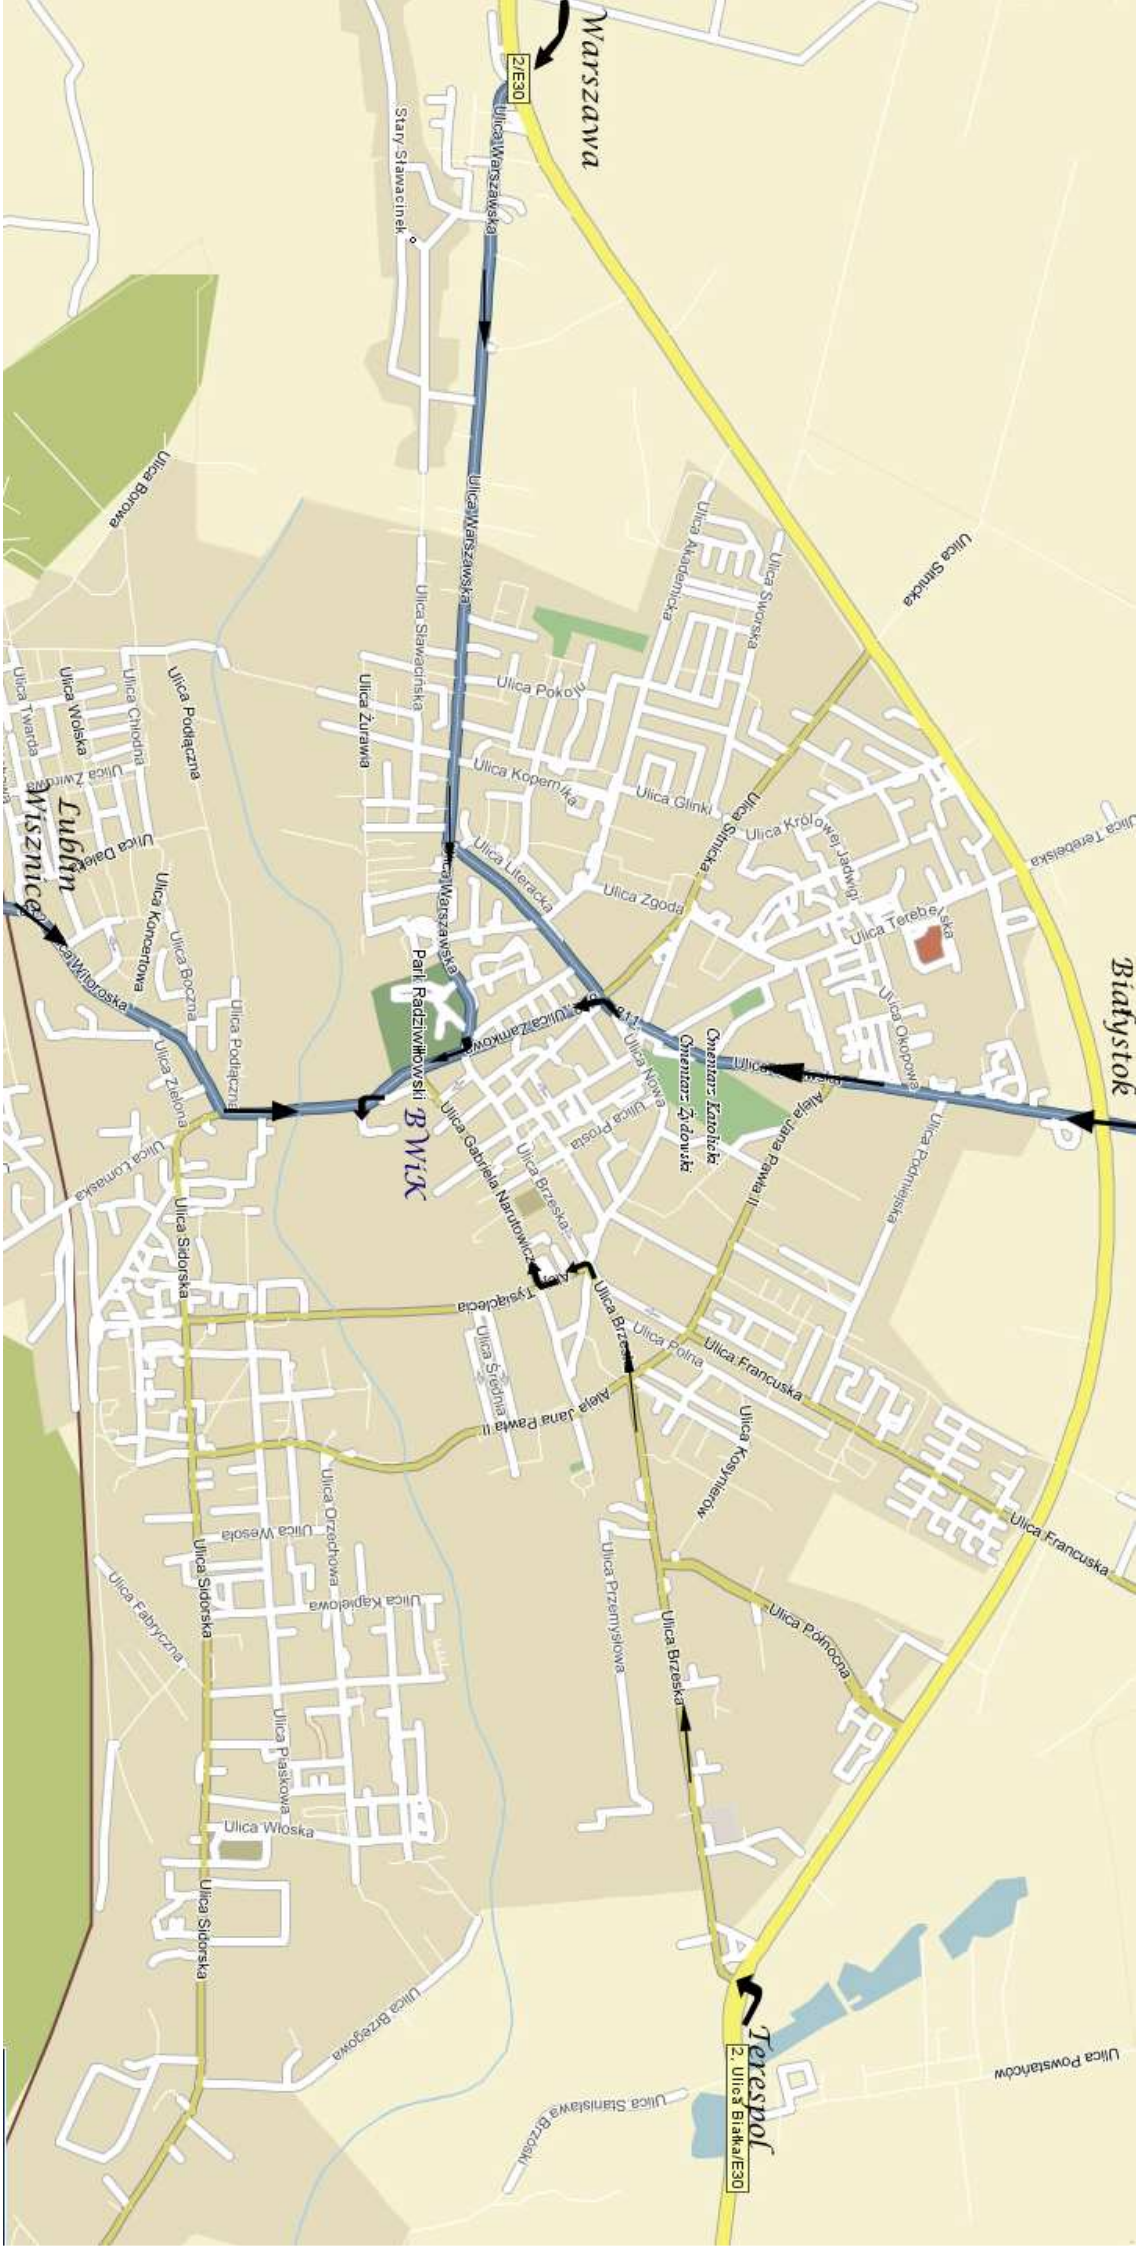 Warszawa
2/E30
Ulica Warszawska
Stary Sławacinek
Ulica Borowa
Ulica Warszawska
Ulica Sławacińska
Ulica Akademicka
Ulica Sworska
Ulica Sitnicka
Ulica Pokoju
Ulica Żurawia
Ulica Podłączna
Ulica Chłodna
Ulica Wolska
Ulica Twarda
Ulica Żwirowa
Ulica Kopernika
Ulica Glinki
Ulica Sitnicka
Ulica Królowej Jadwigi
Ulica Terebelska
Ulica Terebelska
Ulica Literacka
Ulica Zgoda
Lublin
Wisznice
Ulica Koncertowa
Ulica Boczna
Ulica Podłączna
Ulica Zielona
Park Radziwiłłowski
BWiK
Ulica Zamkowa
Ulica Nowa
Ulica Prosta
Cmentarz Katolicki
Cmentarz Żydowski
Ulica Okopowa
Białystok
Aleja Jana Pawła II
Ulica Podmiejska
Ulica Łomaska
Ulica Sidorska
Ulica Gabriela Narutowicza
Ulica Brzeska
Tysiąclecia
Ulica Brzeska
Ulica Polna
Ulica Francuska
Ulica Średnia
Aleja Jana Pawła II
Ulica Kosynierów
Ulica Francuska
Ulica Orzechowa
Ulica Wesoła
Ulica Sidorska
Ulica Kąpielowa
Ulica Fabryczna
Ulica Przemysłowa
Ulica Brzeska
Ulica Północna
Ulica Piaskowa
Ulica Włoska
Ulica Sidorska
Ulica Brzegowa
Terespol
2, Ulica Białka/E30
Ulica Powstańców
Ulica Stanisława Brzóski